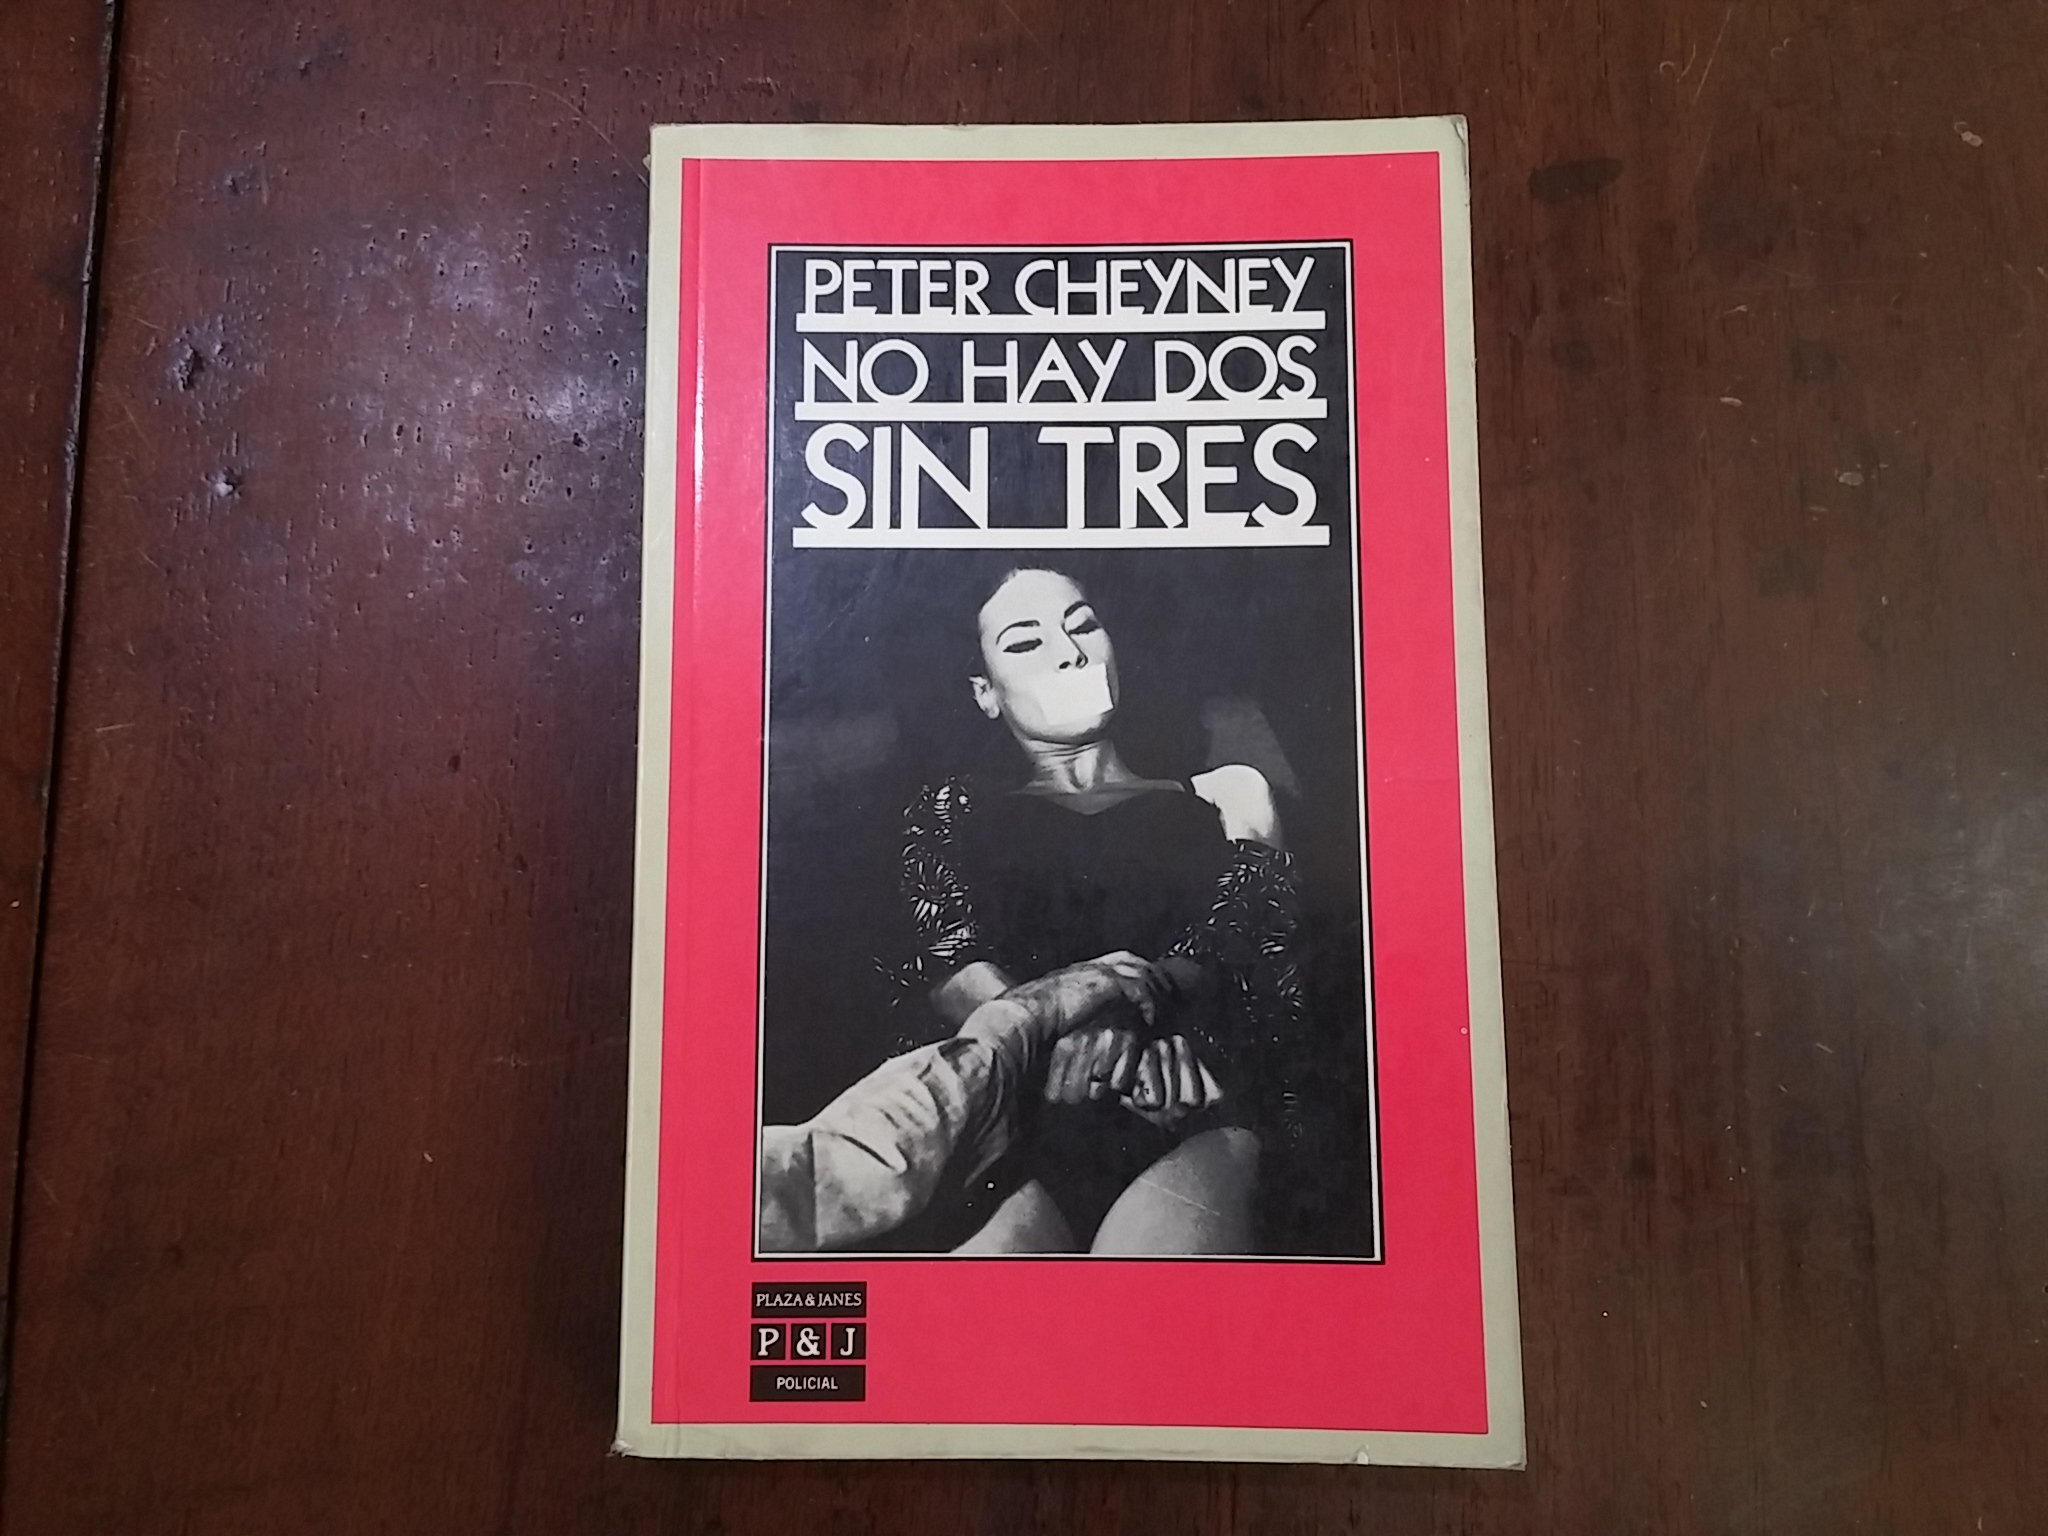 PETER CHEYNEY
NO HAY DOS
SIN TRES
PLAZA & JANES
P & J
POLICIAL